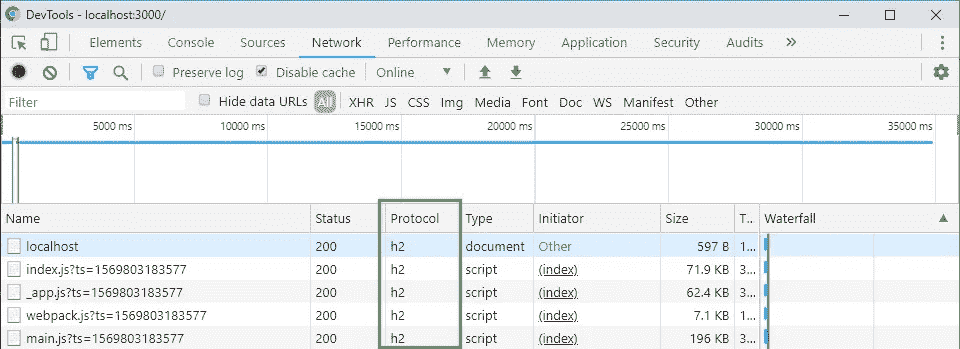 DevTools - localhost:3000/
Elements Console Sources Network Performance Memory Application Security Audits »
Preserve log Disable cache Online
Filter Hide data URLs All XHR JS CSS Img Media Font Doc WS Manifest Other
5000 ms 10000 ms 15000 ms 20000 ms 25000 ms 30000 ms 35000 ms
Name Status Protocol Type Initiator Size T... Waterfall
localhost 200 h2 document Other 597 B 1...
index.js?ts=1569803183577 200 h2 script (index) 71.9 KB 3...
_app.js?ts=1569803183577 200 h2 script (index) 62.4 KB 3...
webpack.js?ts=1569803183577 200 h2 script (index) 7.1 KB 1...
main.js?ts=1569803183577 200 h2 script (index) 196 KB 3...